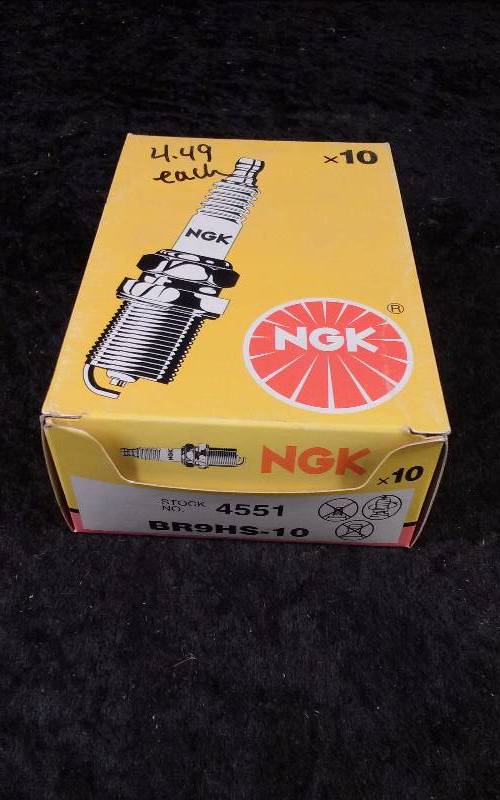 4.49
each
x10
NGK
NGK
®
NGK
x10
STOCK
NO. 4551
BR9HS-10